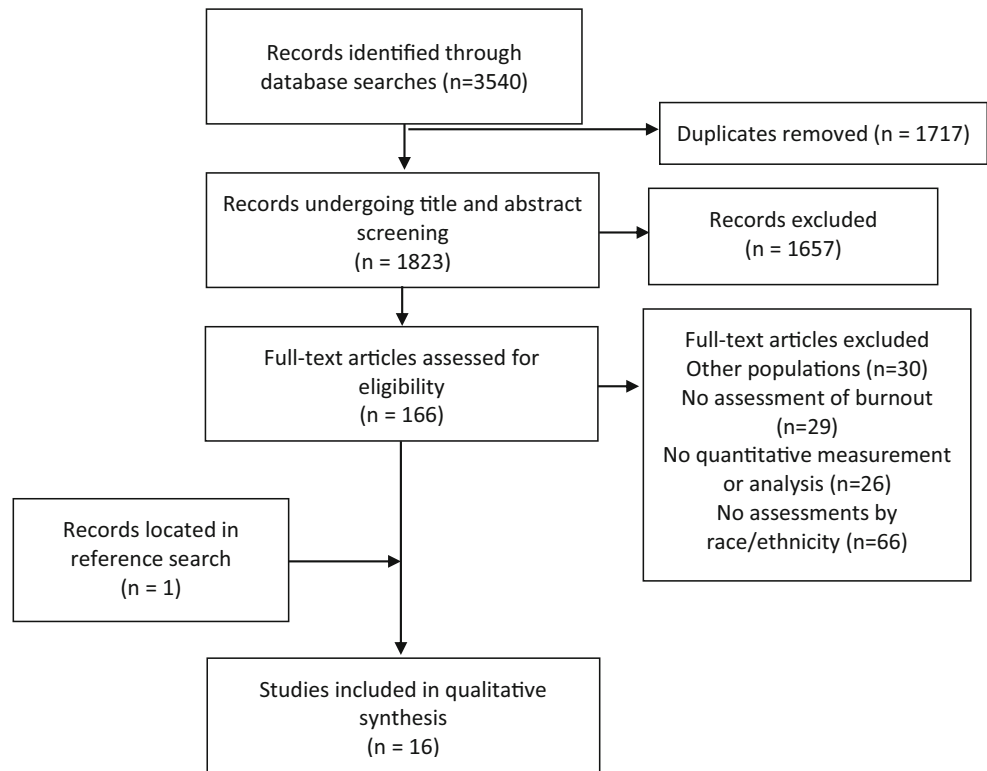 Records identified through
database searches (n=3540)
Duplicates removed (n = 1717)
Records undergoing title and abstract
screening
(n = 1823)
Records excluded
(n = 1657)
Full-text articles assessed for
eligibility
(n = 166)
Full-text articles excluded
Other populations (n=30)
No assessment of burnout
(n=29)
No quantitative measurement
or analysis (n=26)
No assessments by
race/ethnicity (n=66)
Records located in
reference search
(n = 1)
Studies included in qualitative
synthesis
(n = 16)